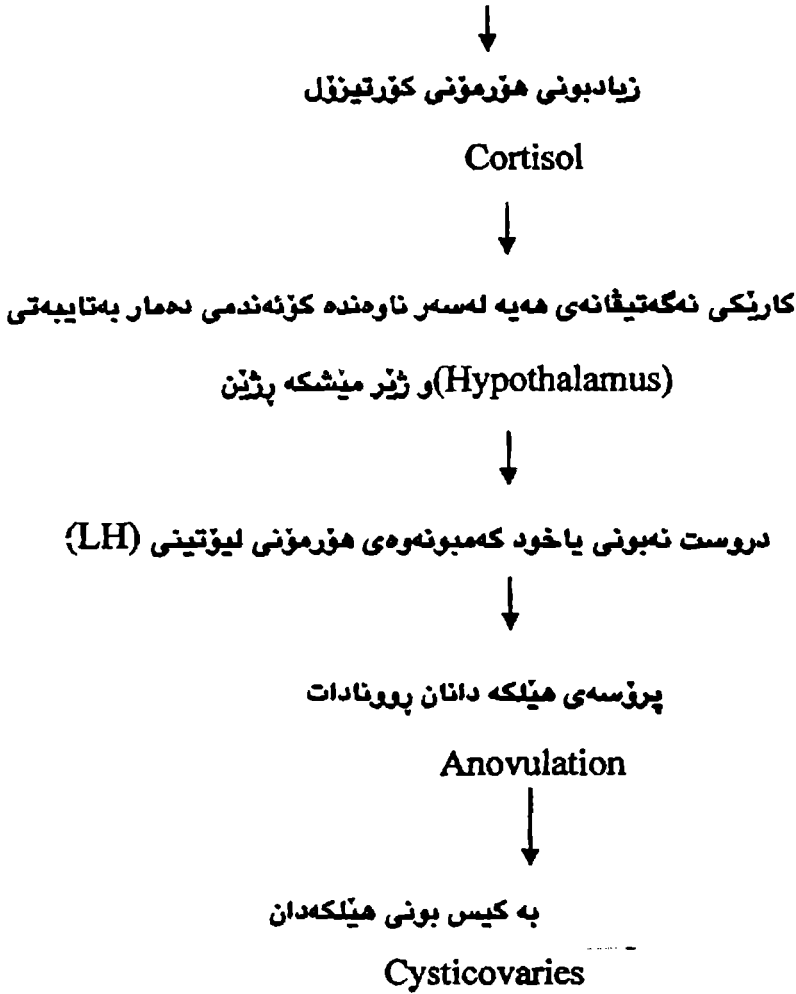 زیادبونی هۆرمۆنی کۆرتیزۆل
Cortisol
کارێکی نەگەتیڤانەی هەیە لەسەر ناوەندە کۆئەندمی دەمار بەتایبەتی
(Hypothalamus) و ژێر مێشکە رژێن
دروست نەبونی یاخود کەمبونەوەی هۆرمۆنی لیۆتینی (LH)
پرۆسەی هێلکە دانان ڕوونادات
Anovulation
بە کیس بونی هێلکەدان
Cysticovaries